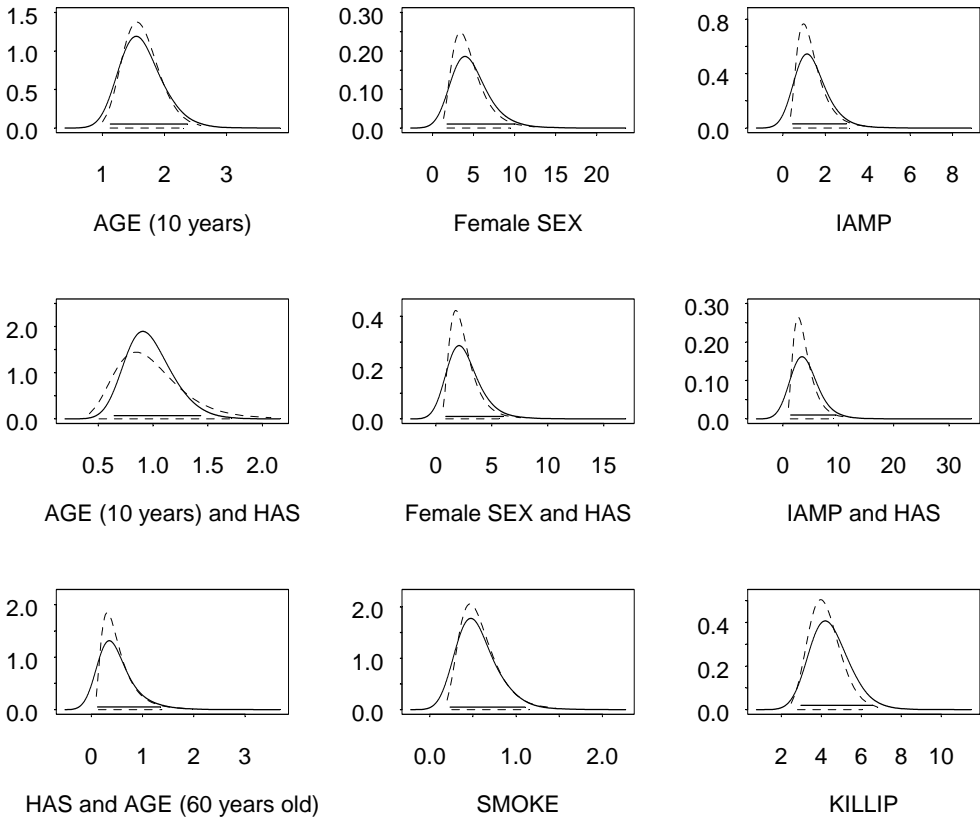 1.5
1.0
0.5
0.0
1 2 3
AGE (10 years)
0.30
0.20
0.10
0.00
0 5 10 15 20
Female SEX
0.8
0.4
0.0
0 2 4 6 8
IAMP
2.0
1.0
0.0
0.5 1.0 1.5 2.0
AGE (10 years) and HAS
0.4
0.2
0.0
0 5 10 15
Female SEX and HAS
0.30
0.20
0.10
0.00
0 10 20 30
IAMP and HAS
2.0
1.0
0.0
0 1 2 3
HAS and AGE (60 years old)
2.0
1.0
0.0
0.0 1.0 2.0
SMOKE
0.4
0.2
0.0
2 4 6 8 10
KILLIP